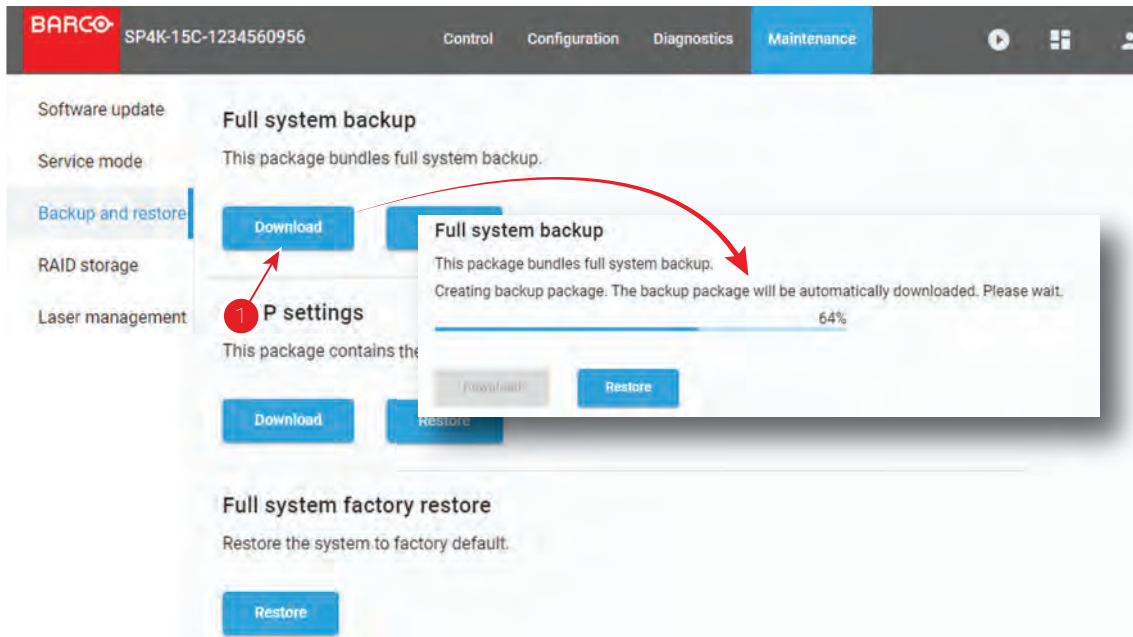 BARCO
SP4K-15C-1234560956
Control
Configuration
Diagnostics
Maintenance
Software update
Service mode
Backup and restore
RAID storage
Laser management
Full system backup
This package bundles full system backup.
Download
Full system backup
This package bundles full system backup.
Creating backup package. The backup package will be automatically downloaded. Please wait.
64%
Download
Restore
1
P settings
This package contains the
Download
Restore
Full system factory restore
Restore the system to factory default.
Restore